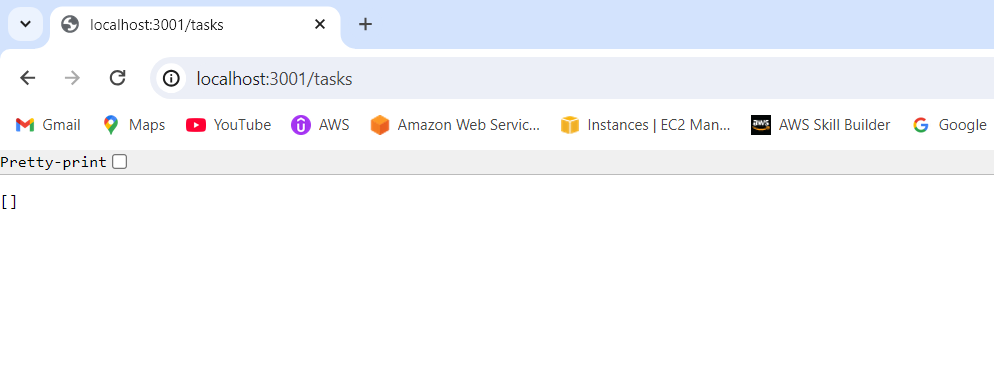 localhost:3001/tasks
localhost:3001/tasks
Gmail Maps YouTube AWS Amazon Web Servic... Instances | EC2 Man... aws AWS Skill Builder Google
Pretty-print
[]